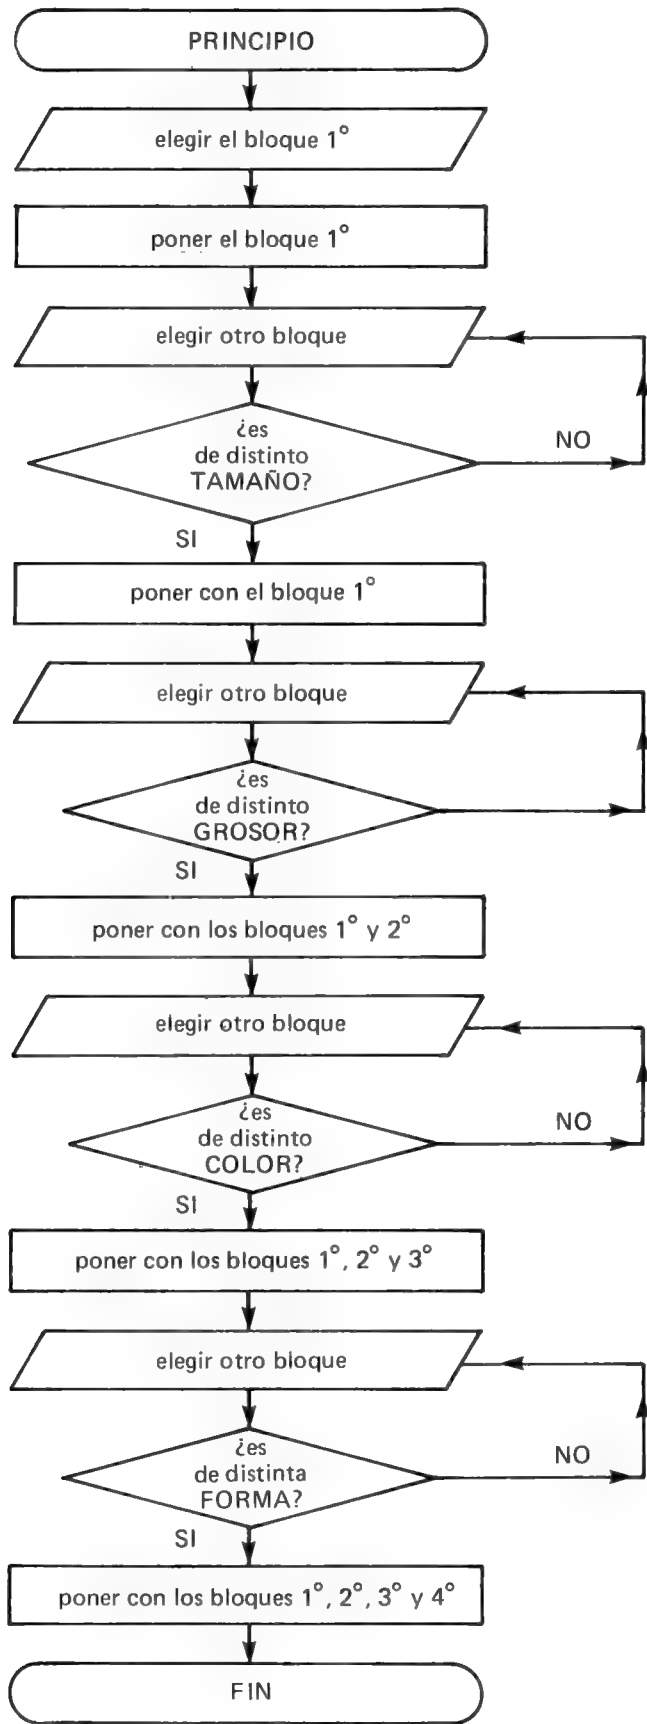 PRINCIPIO
elegir el bloque 1°
poner el bloque 1°
elegir otro bloque
¿es
de distinto
TAMAÑO?
NO
SI
poner con el bloque 1°
elegir otro bloque
¿es
de distinto
GROSOR?
SI
poner con los bloques 1° y 2°
elegir otro bloque
¿es
de distinto
COLOR?
NO
SI
poner con los bloques 1°, 2° y 3°
elegir otro bloque
¿es
de distinta
FORMA?
NO
SI
poner con los bloques 1°, 2°, 3° y 4°
FIN